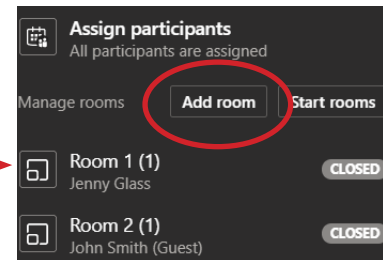 Assign participants
All participants are assigned
Manage rooms Add room Start rooms
Room 1 (1)
CLOSED
Jenny Glass
Room 2 (1)
CLOSED
John Smith (Guest)